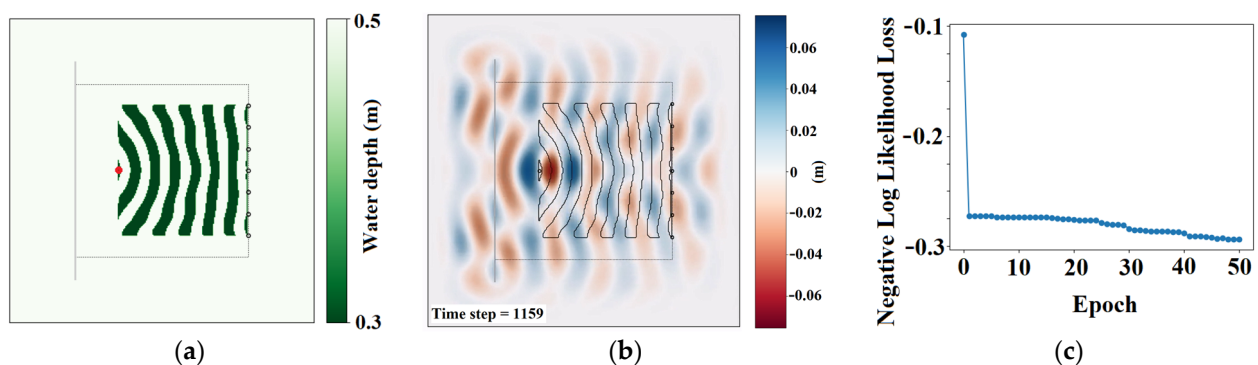 0.5
Water depth (m)
0.3
(a)
Time step = 1159
0.06
0.04
0.02
0
-0.02
-0.04
-0.06
(m)
(b)
Negative Log Likelihood Loss
-0.1
-0.2
-0.3
0 10 20 30 40 50
Epoch
(c)